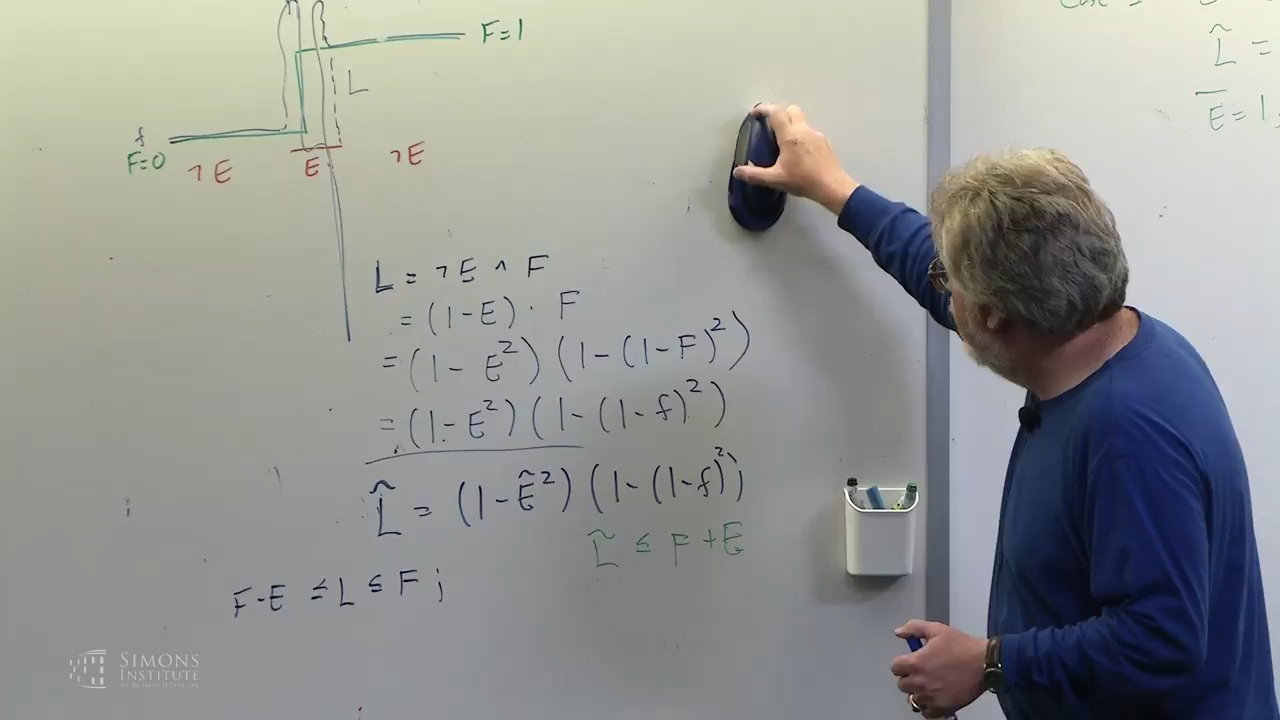 F=1
L
f
F=0
¬E
E
¬E
L = ¬E ∧ F
= (1-E) · F
= (1 - E²) (1-(1-F)²)
= (1-E²)(1-(1-f)²)
L̃ = (1-Ẽ²) (1-(1-f)²)
L̃ ≤ F+E
F-E ≤ L ≤ F ;
L̃ =
E = 1
SIMONS
INSTITUTE